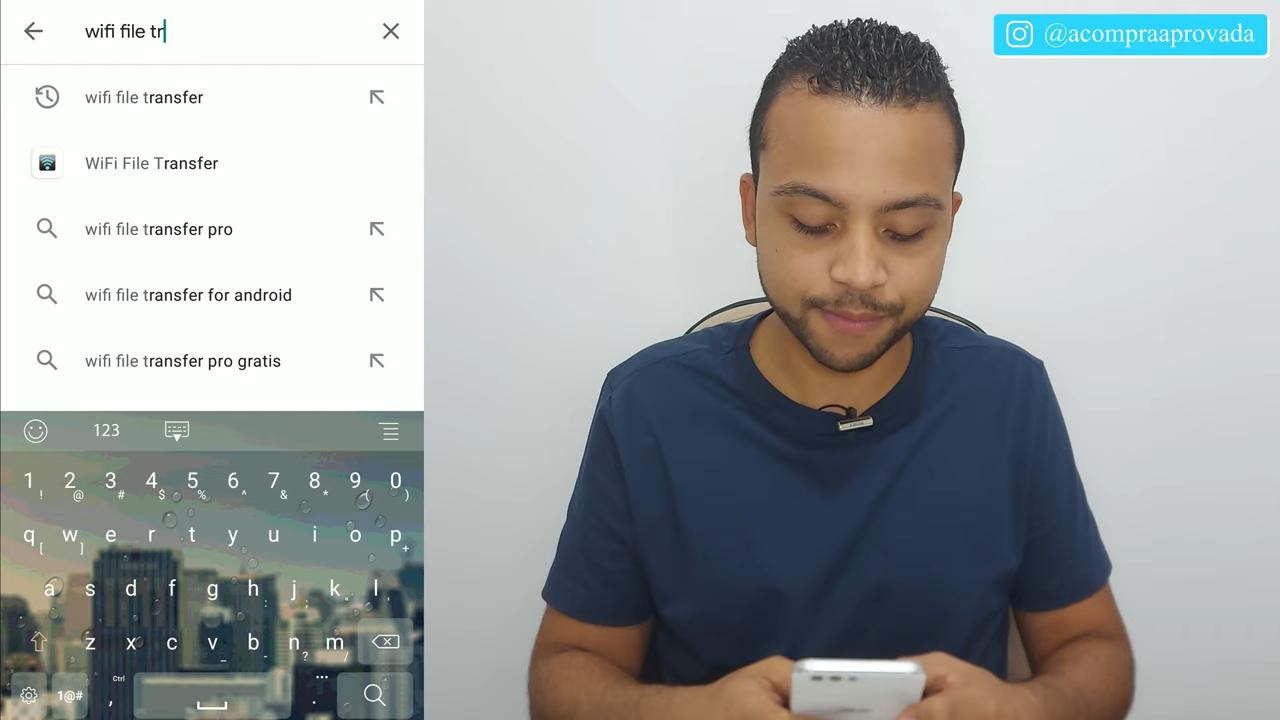 wifi file tr
@acompraaprovada
wifi file transfer
WiFi File Transfer
wifi file transfer pro
wifi file transfer for android
wifi file transfer pro gratis
123
1 2 3 4 5 6 7 8 9 0
! @ # $ % ^ & * ( )
q w e r t y u i o p
[ ] +
a s d f g h j k l
z x c v b n m
? /
Ctrl
1@#
, .